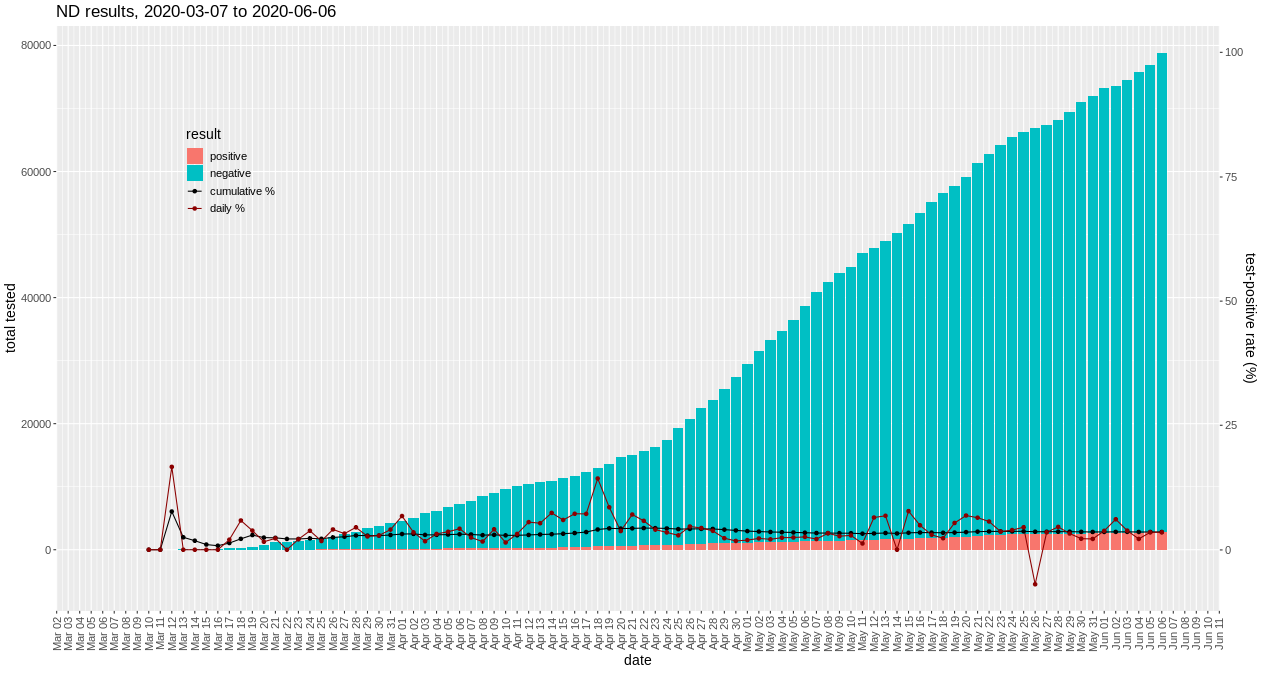 ND results, 2020-03-07 to 2020-06-06
80000
60000
40000
20000
0
total tested
100
75
50
25
0
test-positive rate (%)
result
positive
negative
cumulative %
daily %
Mar 02
Mar 03
Mar 04
Mar 05
Mar 06
Mar 07
Mar 08
Mar 09
Mar 10
Mar 11
Mar 12
Mar 13
Mar 14
Mar 15
Mar 16
Mar 17
Mar 18
Mar 19
Mar 20
Mar 21
Mar 22
Mar 23
Mar 24
Mar 25
Mar 26
Mar 27
Mar 28
Mar 29
Mar 30
Mar 31
Apr 01
Apr 02
Apr 03
Apr 04
Apr 05
Apr 06
Apr 07
Apr 08
Apr 09
Apr 10
Apr 11
Apr 12
Apr 13
Apr 14
Apr 15
Apr 16
Apr 17
Apr 18
Apr 19
Apr 20
Apr 21
Apr 22
Apr 23
Apr 24
Apr 25
Apr 26
Apr 27
Apr 28
Apr 29
Apr 30
May 01
May 02
May 03
May 04
May 05
May 06
May 07
May 08
May 09
May 10
May 11
May 12
May 13
May 14
May 15
May 16
May 17
May 18
May 19
May 20
May 21
May 22
May 23
May 24
May 25
May 26
May 27
May 28
May 29
May 30
May 31
Jun 01
Jun 02
Jun 03
Jun 04
Jun 05
Jun 06
Jun 07
Jun 08
Jun 09
Jun 10
Jun 11
date